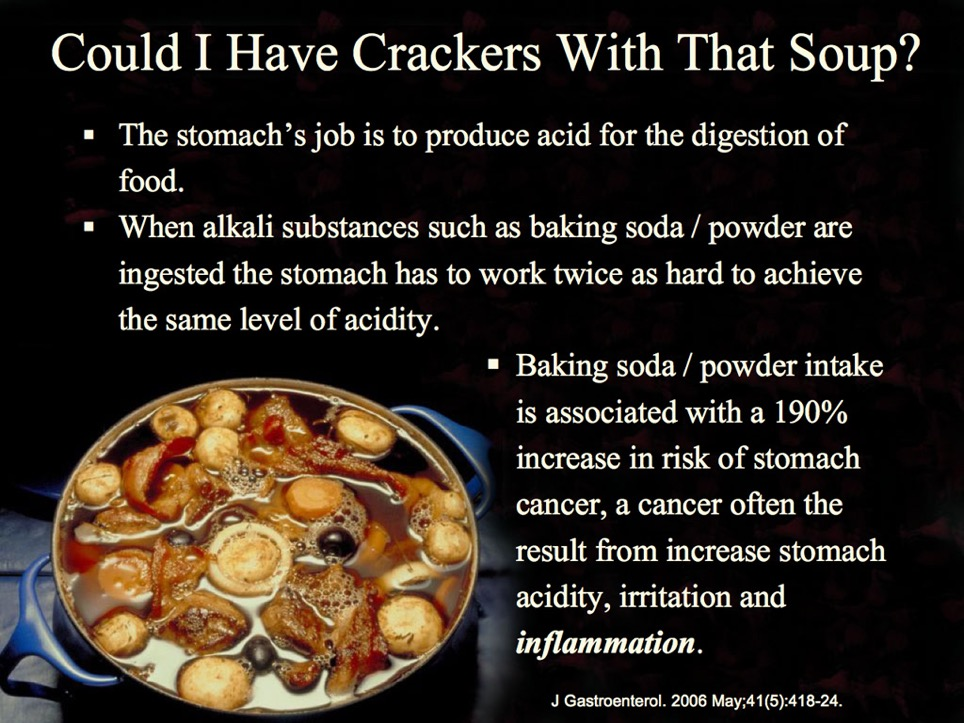 Could I Have Crackers With That Soup?
▪ The stomach's job is to produce acid for the digestion of
food.
▪ When alkali substances such as baking soda / powder are
ingested the stomach has to work twice as hard to achieve
the same level of acidity.
▪ Baking soda / powder intake
is associated with a 190%
increase in risk of stomach
cancer, a cancer often the
result from increase stomach
acidity, irritation and
inflammation.
J Gastroenterol. 2006 May;41(5):418-24.